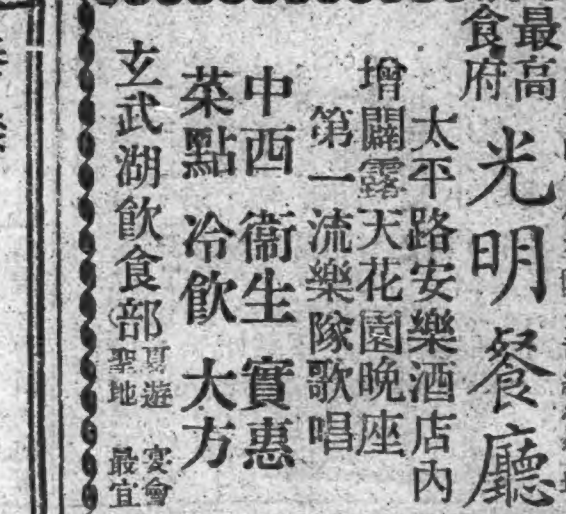 最高
食府
光明餐廳
太平路安樂酒店內
增闢露天花園晚座
第一流樂隊歌唱
中西 衞生 實惠
菜點 冷飲 大方
玄武湖飲食部
夏遊 宴會
聖地 最宜